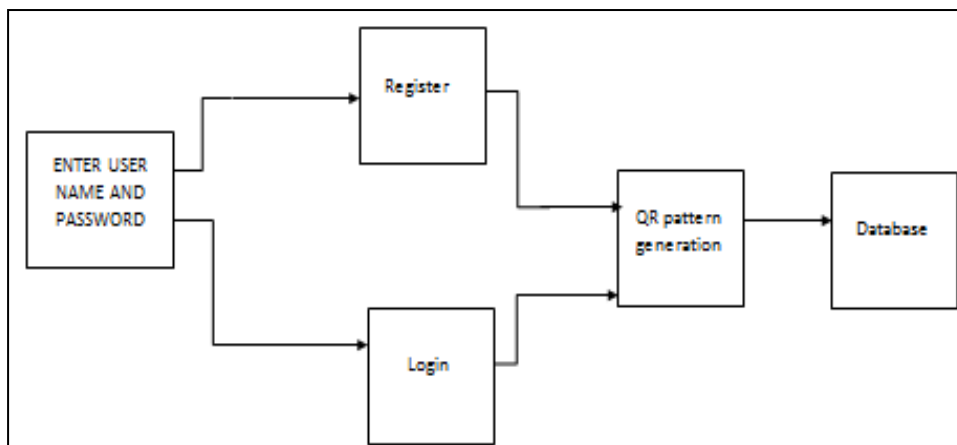 Register
ENTER USER
NAME AND
PASSWORD
QR pattern
generation
Database
Login